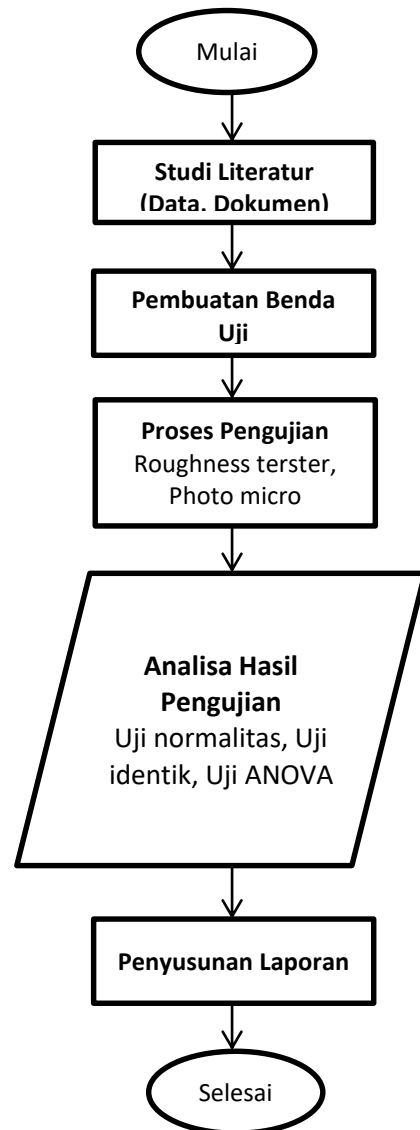 Mulai
Studi Literatur
(Data. Dokumen)
Pembuatan Benda
Uji
Proses Pengujian
Roughness terster,
Photo micro
Analisa Hasil
Pengujian
Uji normalitas, Uji
identik, Uji ANOVA
Penyusunan Laporan
Selesai